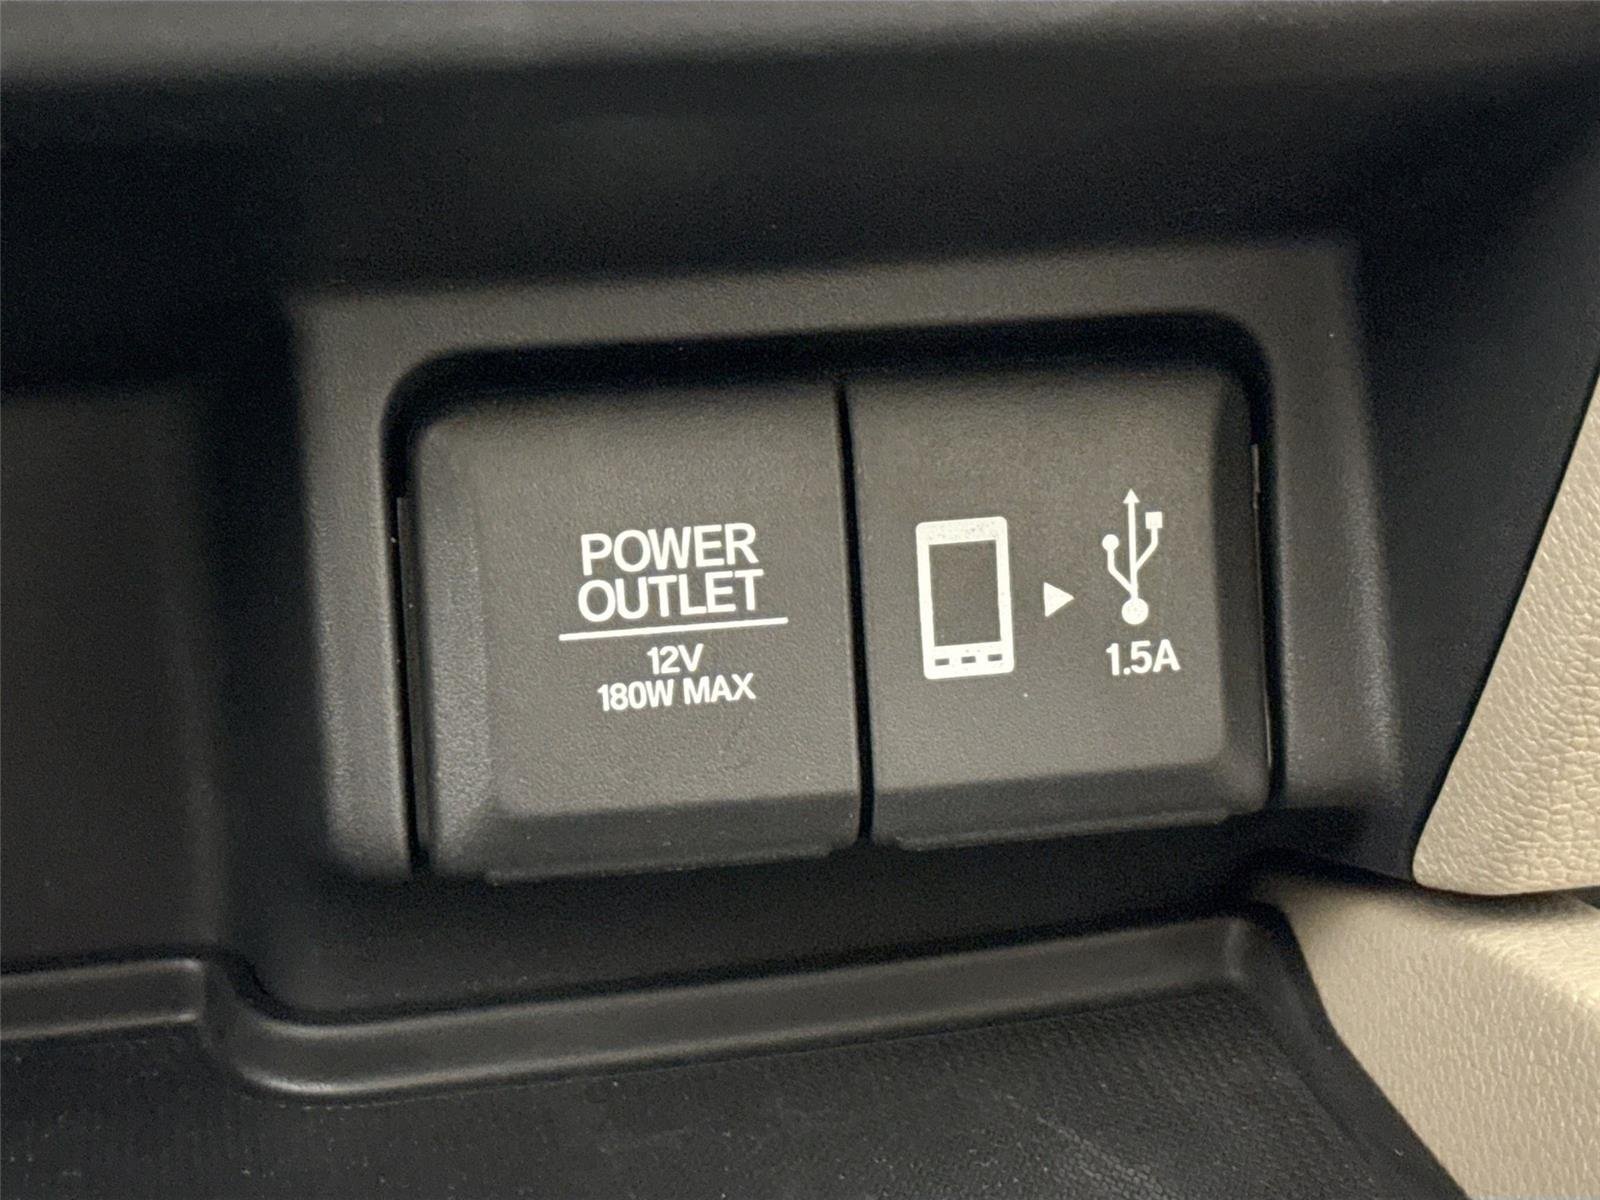 POWER
OUTLET
12V
180W MAX
1.5A